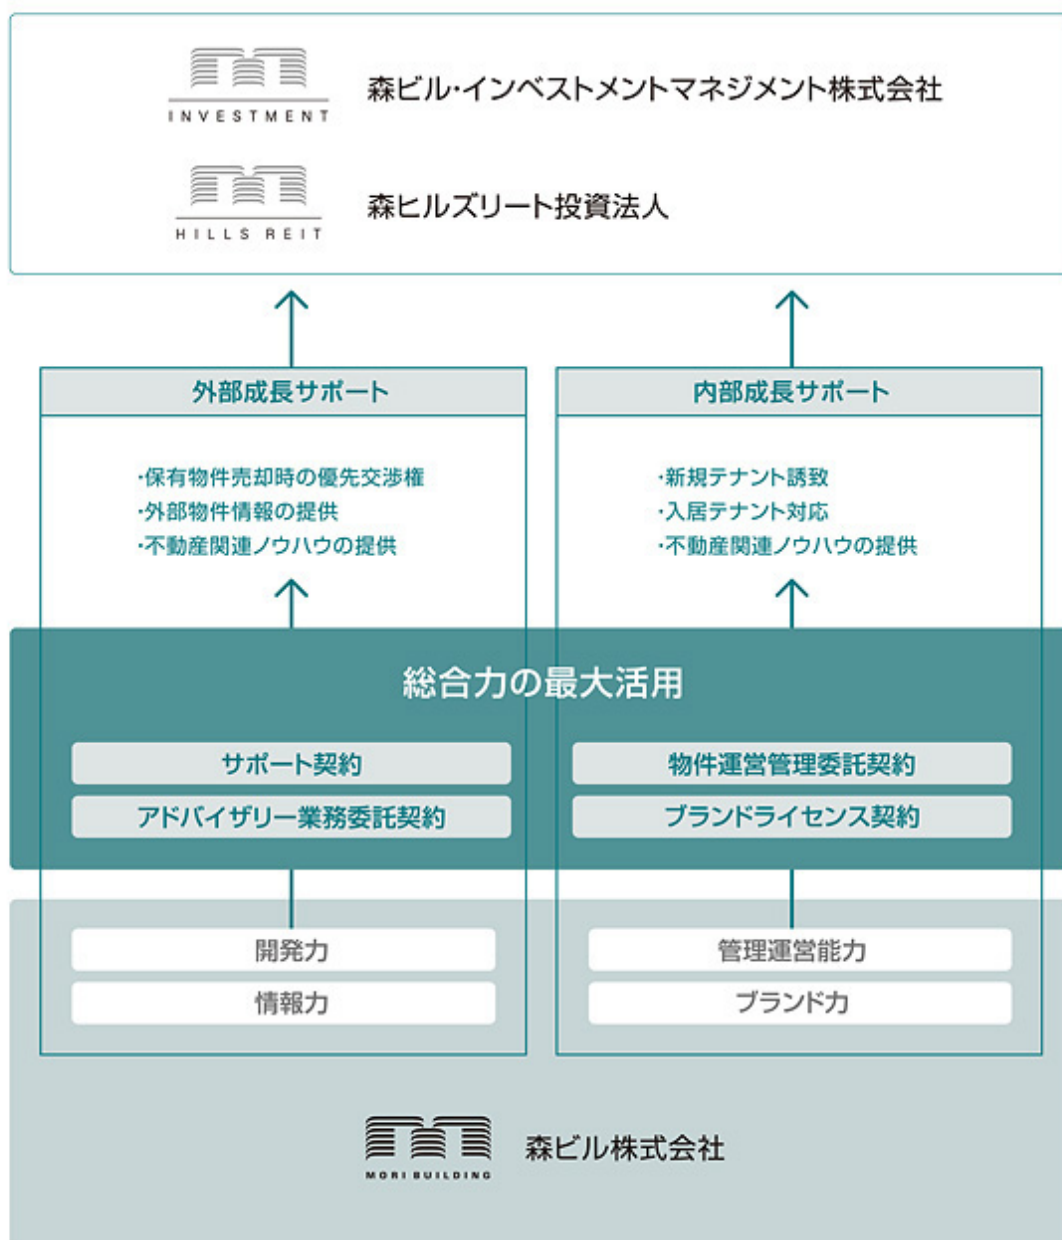 INVESTMENT
森ビル・インベストメントマネジメント株式会社
HILLS REIT
森ヒルズリート投資法人
外部成長サポート
・保有物件売却時の優先交渉権
・外部物件情報の提供
・不動産関連ノウハウの提供
内部成長サポート
・新規テナント誘致
・入居テナント対応
・不動産関連ノウハウの提供
総合力の最大活用
サポート契約
アドバイザリー業務委託契約
物件運営管理委託契約
ブランドライセンス契約
開発力
情報力
管理運営能力
ブランド力
MORI BUILDING
森ビル株式会社